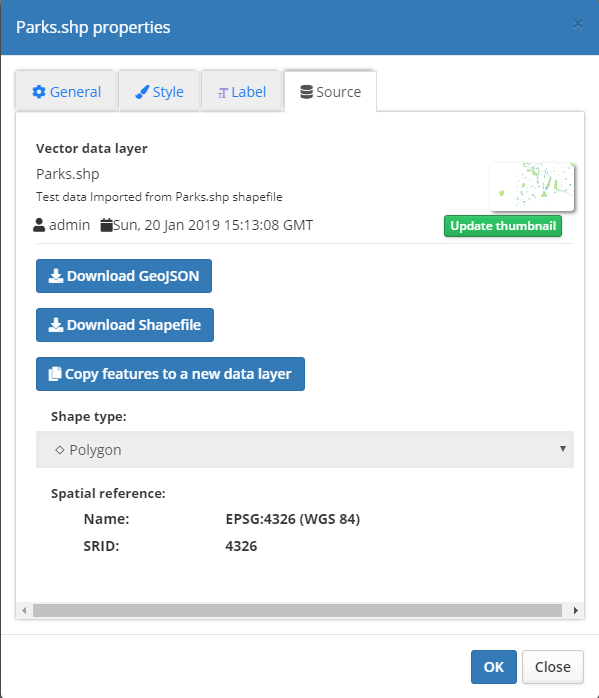 Parks.shp properties
General
Style
Label
Source
Vector data layer
Parks.shp
Test data Imported from Parks.shp shapefile
admin Sun, 20 Jan 2019 15:13:08 GMT
Update thumbnail
Download GeoJSON
Download Shapefile
Copy features to a new data layer
Shape type:
Polygon
Spatial reference:
Name: EPSG:4326 (WGS 84)
SRID: 4326
OK
Close